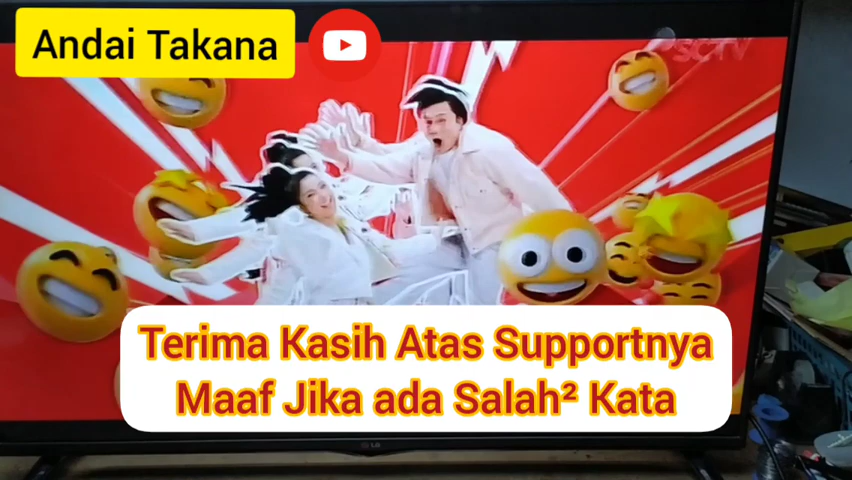 Andai Takana
SCTV
Terima Kasih Atas Supportnya
Maaf Jika ada Salah² Kata
LG